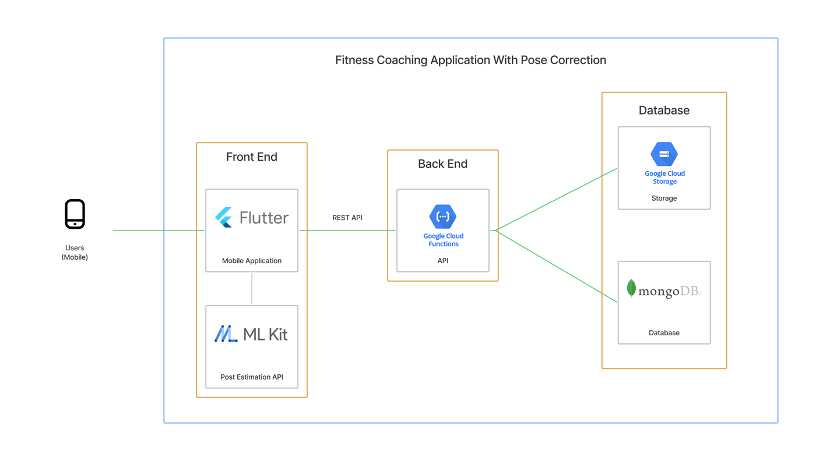 Fitness Coaching Application With Pose Correction
Database
Front End
Back End
Google Cloud
Storage
Storage
Flutter
REST API
Google Cloud
Functions
Users
(Mobile)
Mobile Application
API
mongoDB.
Database
ML Kit
Post Estimation API